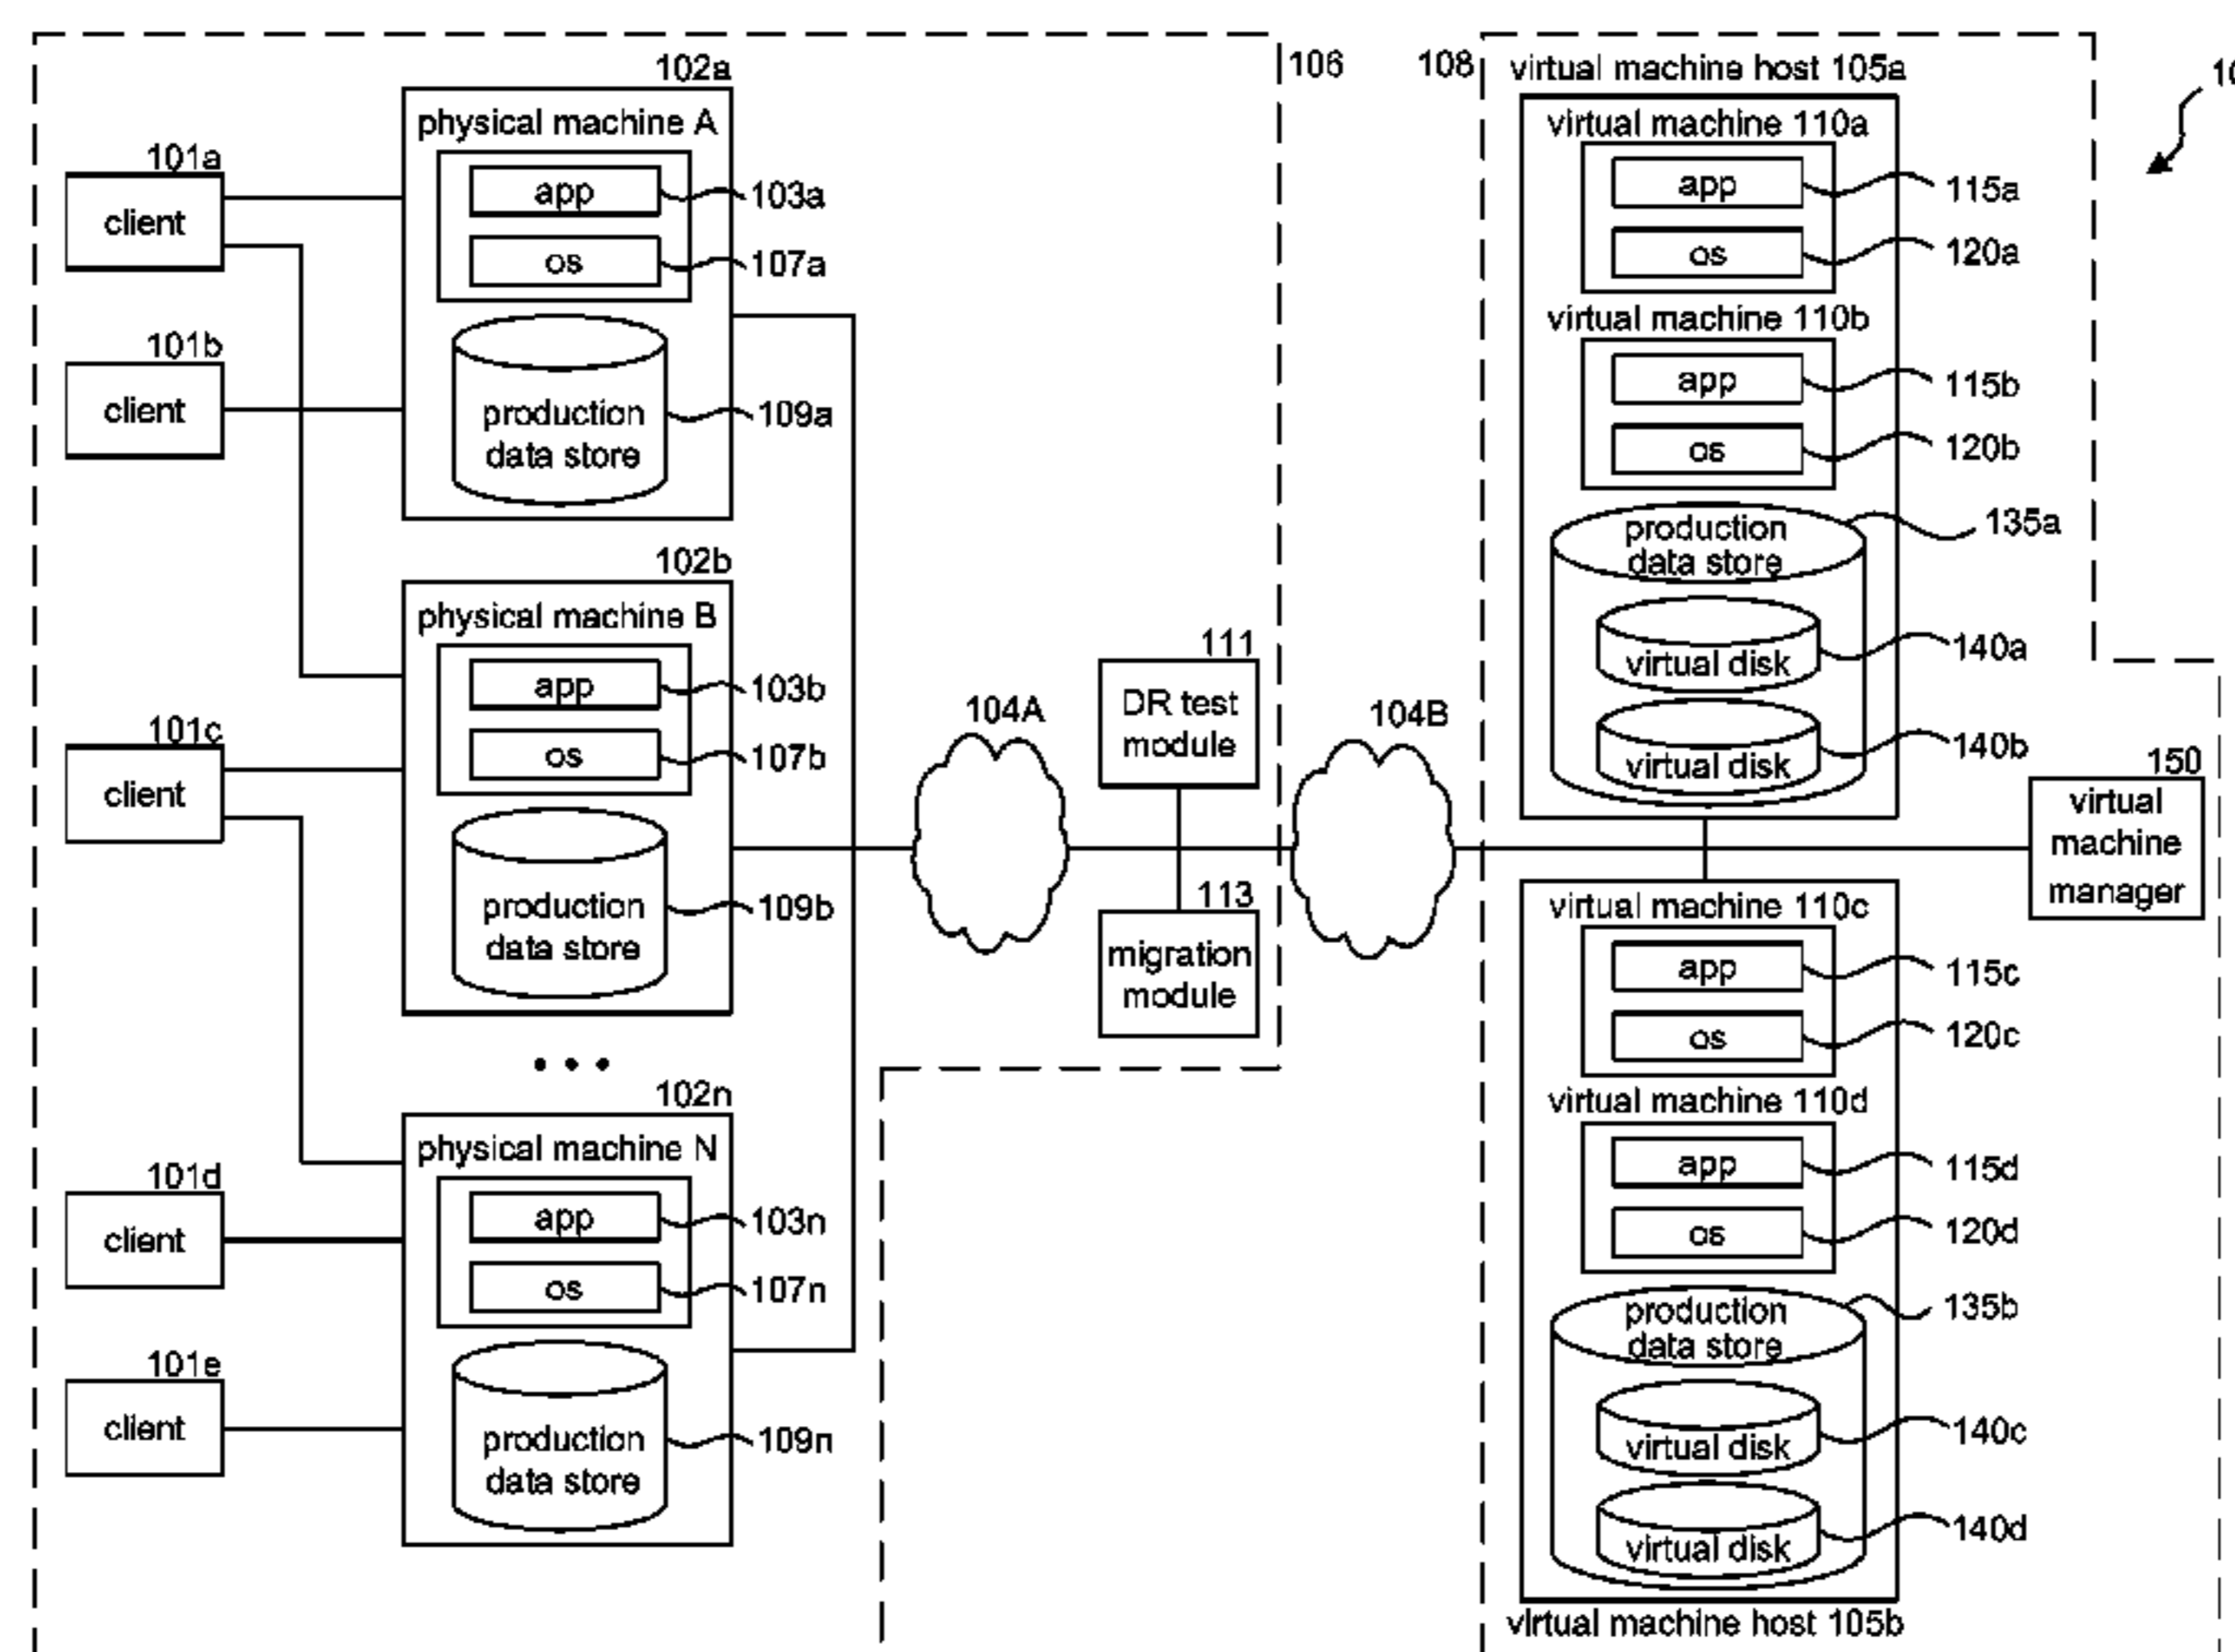 106
108
virtual machine host 105a
102a
physical machine A
app
103a
os
107a
production
data store
109a
101a
client
101b
client
102b
physical machine B
app
103b
os
107b
production
data store
109b
101c
client
102n
physical machine N
app
103n
os
107n
production
data store
109n
101d
client
101e
client
104A
111
DR test
module
113
migration
module
104B
virtual machine 110a
app
115a
os
120a
virtual machine 110b
app
115b
os
120b
production
data store
135a
virtual disk
140a
virtual disk
140b
150
virtual
machine
manager
virtual machine 110c
app
115c
os
120c
virtual machine 110d
app
115d
os
120d
production
data store
135b
virtual disk
140c
virtual disk
140d
virtual machine host 105b